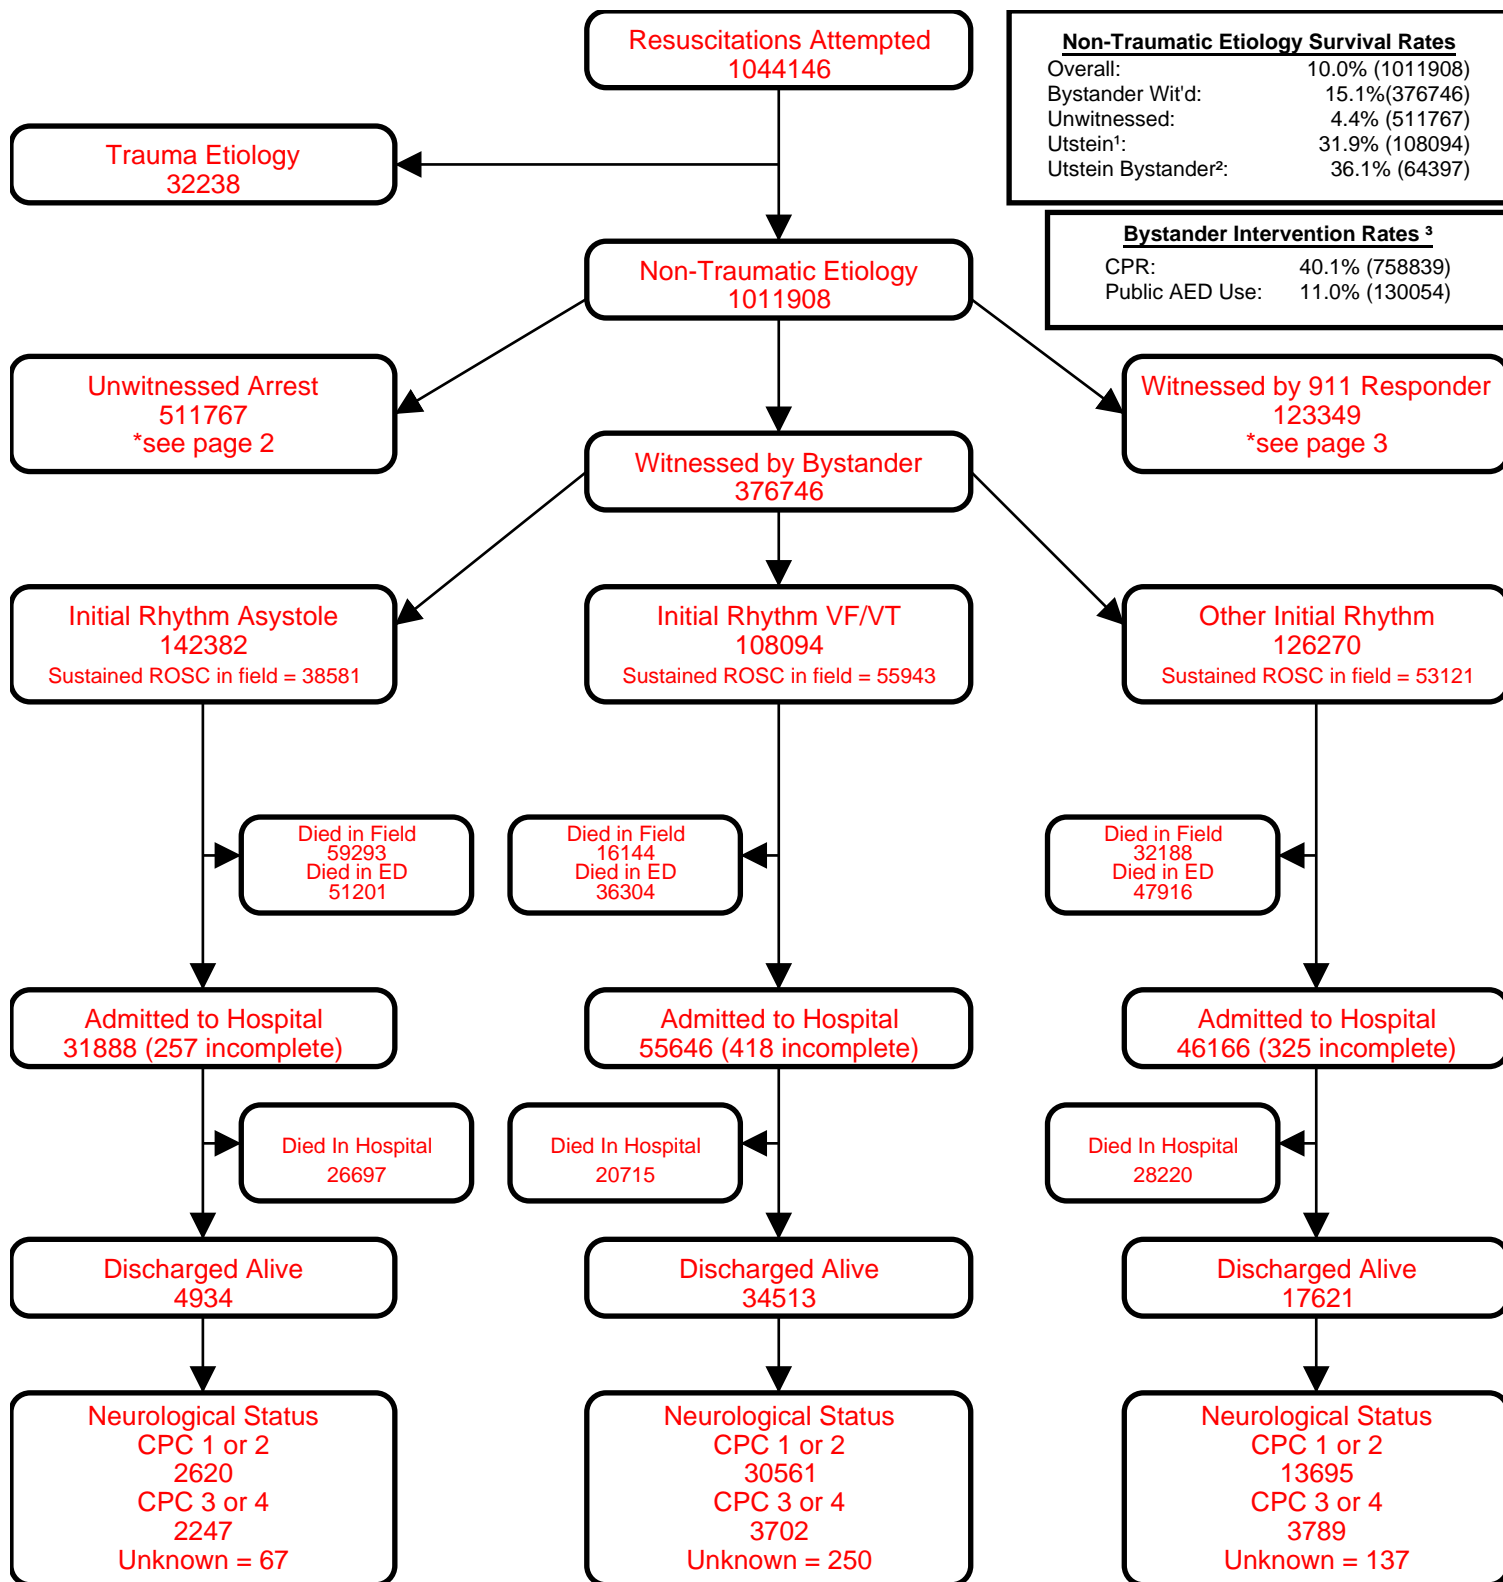 Resuscitations Attempted
1044146
Non-Traumatic Etiology Survival Rates
Overall: 10.0% (1011908)
Bystander Wit'd: 15.1%(376746)
Unwitnessed: 4.4% (511767)
Utstein¹: 31.9% (108094)
Utstein Bystander²: 36.1% (64397)
Trauma Etiology
32238
Bystander Intervention Rates ³
CPR: 40.1% (758839)
Public AED Use: 11.0% (130054)
Non-Traumatic Etiology
1011908
Unwitnessed Arrest
511767
*see page 2
Witnessed by 911 Responder
123349
*see page 3
Witnessed by Bystander
376746
Initial Rhythm Asystole
142382
Sustained ROSC in field = 38581
Initial Rhythm VF/VT
108094
Sustained ROSC in field = 55943
Other Initial Rhythm
126270
Sustained ROSC in field = 53121
Died in Field
59293
Died in ED
51201
Died in Field
16144
Died in ED
36304
Died in Field
32188
Died in ED
47916
Admitted to Hospital
31888 (257 incomplete)
Admitted to Hospital
55646 (418 incomplete)
Admitted to Hospital
46166 (325 incomplete)
Died In Hospital
26697
Died In Hospital
20715
Died In Hospital
28220
Discharged Alive
4934
Discharged Alive
34513
Discharged Alive
17621
Neurological Status
CPC 1 or 2
2620
CPC 3 or 4
2247
Unknown = 67
Neurological Status
CPC 1 or 2
30561
CPC 3 or 4
3702
Unknown = 250
Neurological Status
CPC 1 or 2
13695
CPC 3 or 4
3789
Unknown = 137